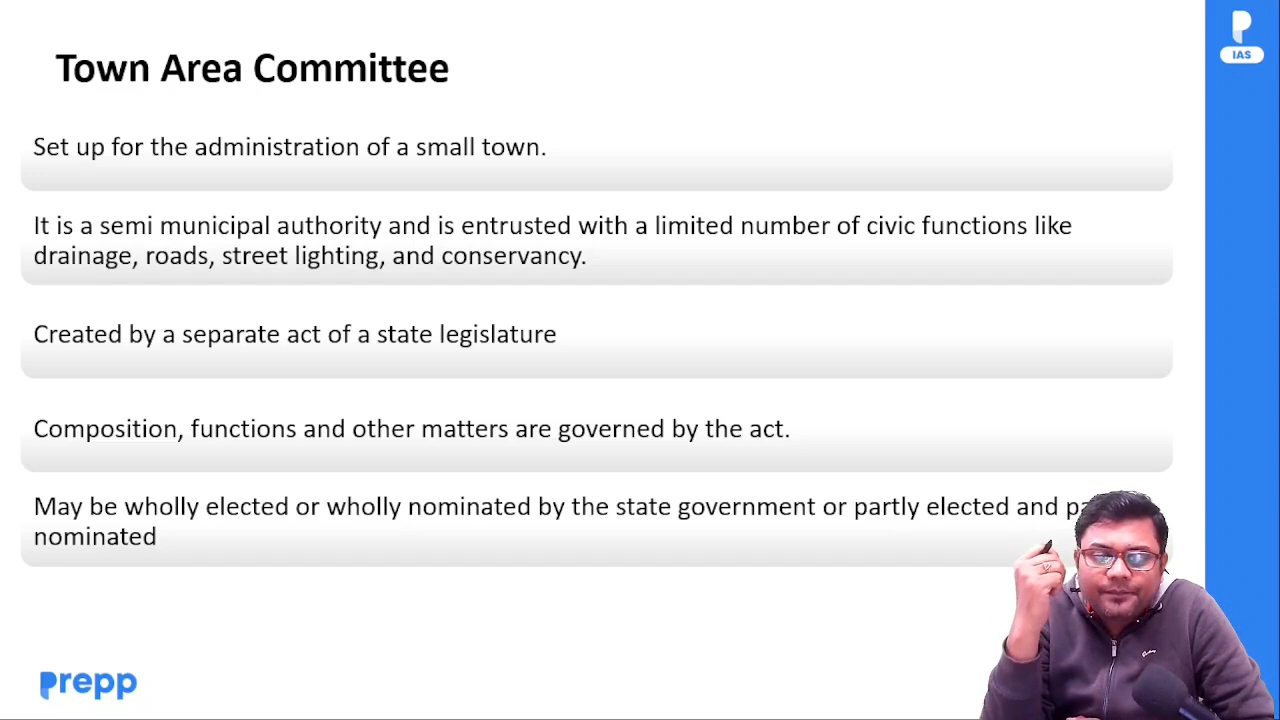 Town Area Committee
IAS
Set up for the administration of a small town.
It is a semi municipal authority and is entrusted with a limited number of civic functions like
drainage, roads, street lighting, and conservancy.
Created by a separate act of a state legislature
Composition, functions and other matters are governed by the act.
May be wholly elected or wholly nominated by the state government or partly elected and
nominated
prepp